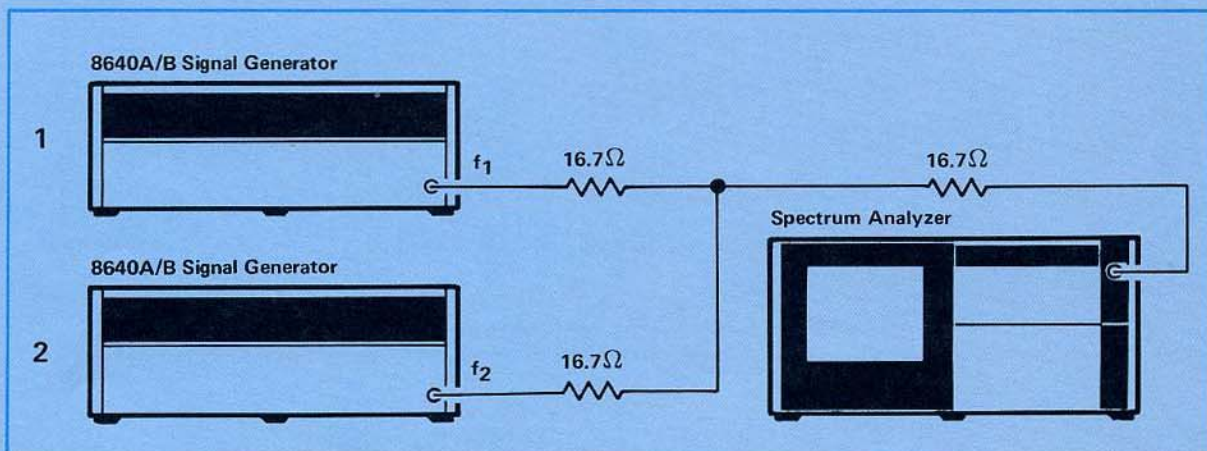 8640A/B Signal Generator
1
f₁
16.7Ω
16.7Ω
Spectrum Analyzer
8640A/B Signal Generator
2
f₂
16.7Ω